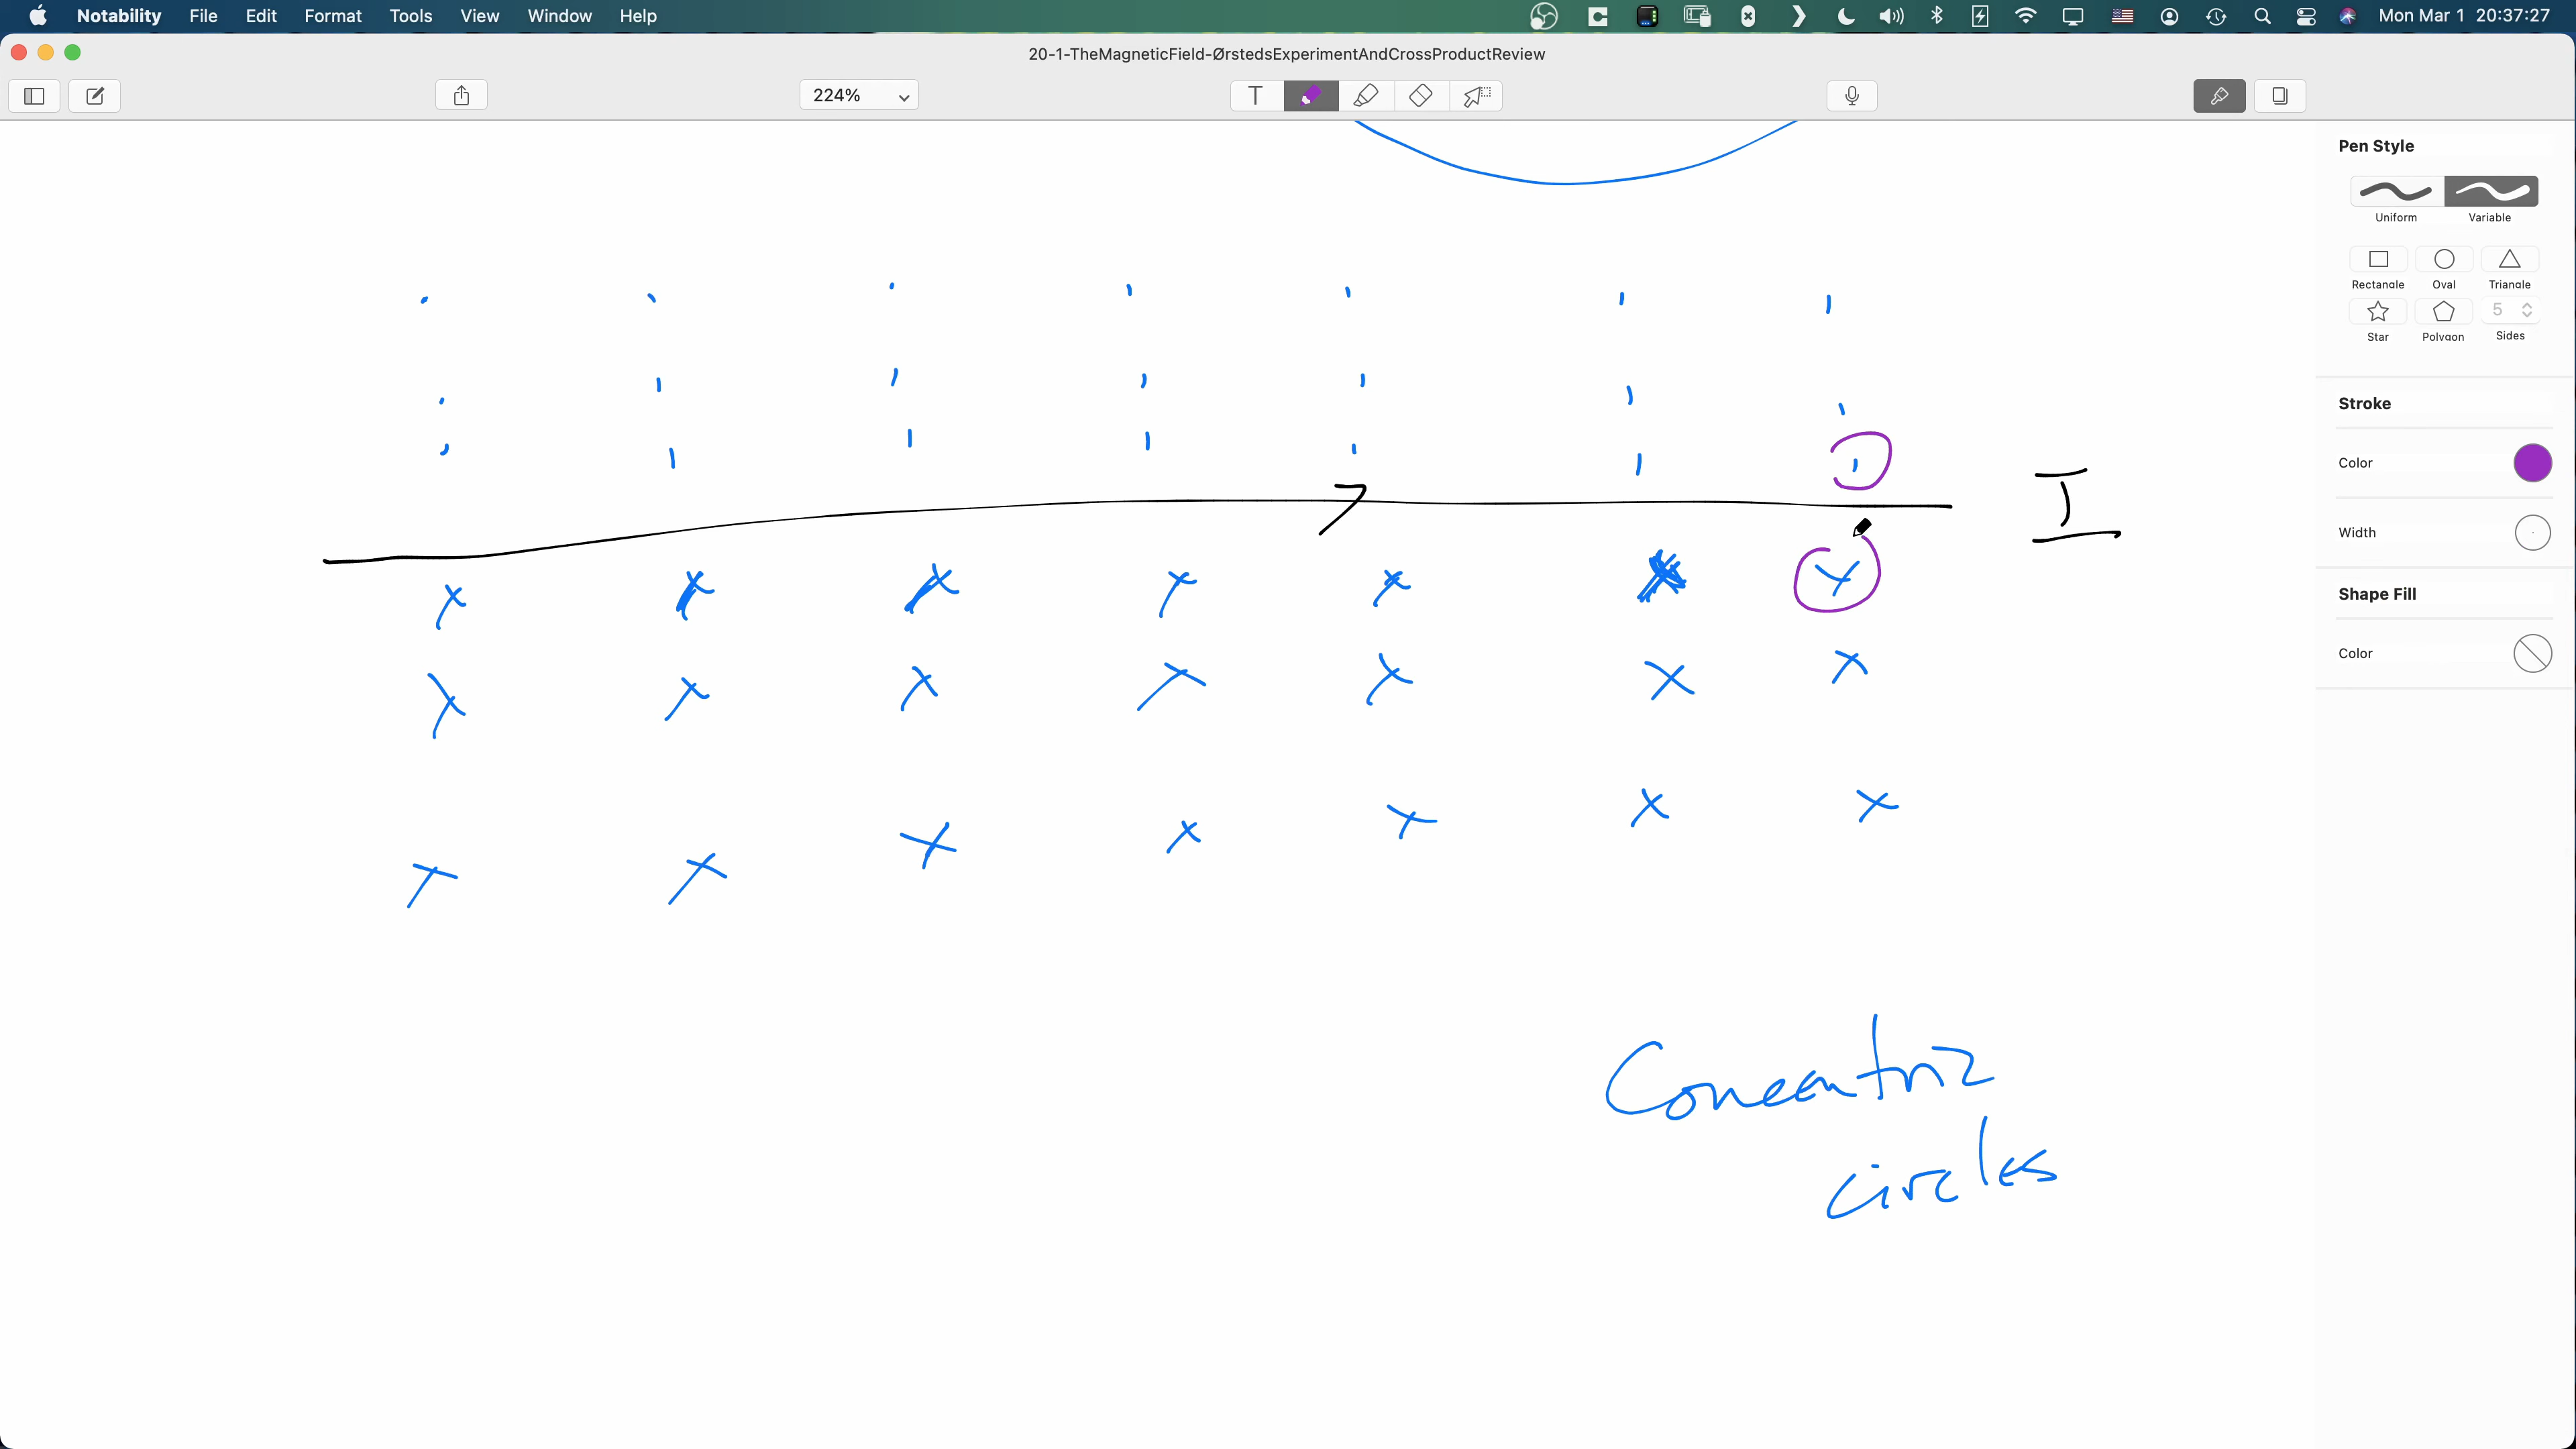 Notability File Edit Format Tools View Window Help Mon Mar 1 20:37:27
20-1-TheMagneticField-ØrstedsExperimentAndCrossProductReview
224% T
Pen Style
Uniform Variable
Rectangle Oval Triangle
5
Star Polygon Sides
Stroke
Color
Width
Shape Fill
Color
I
Concentric
circles